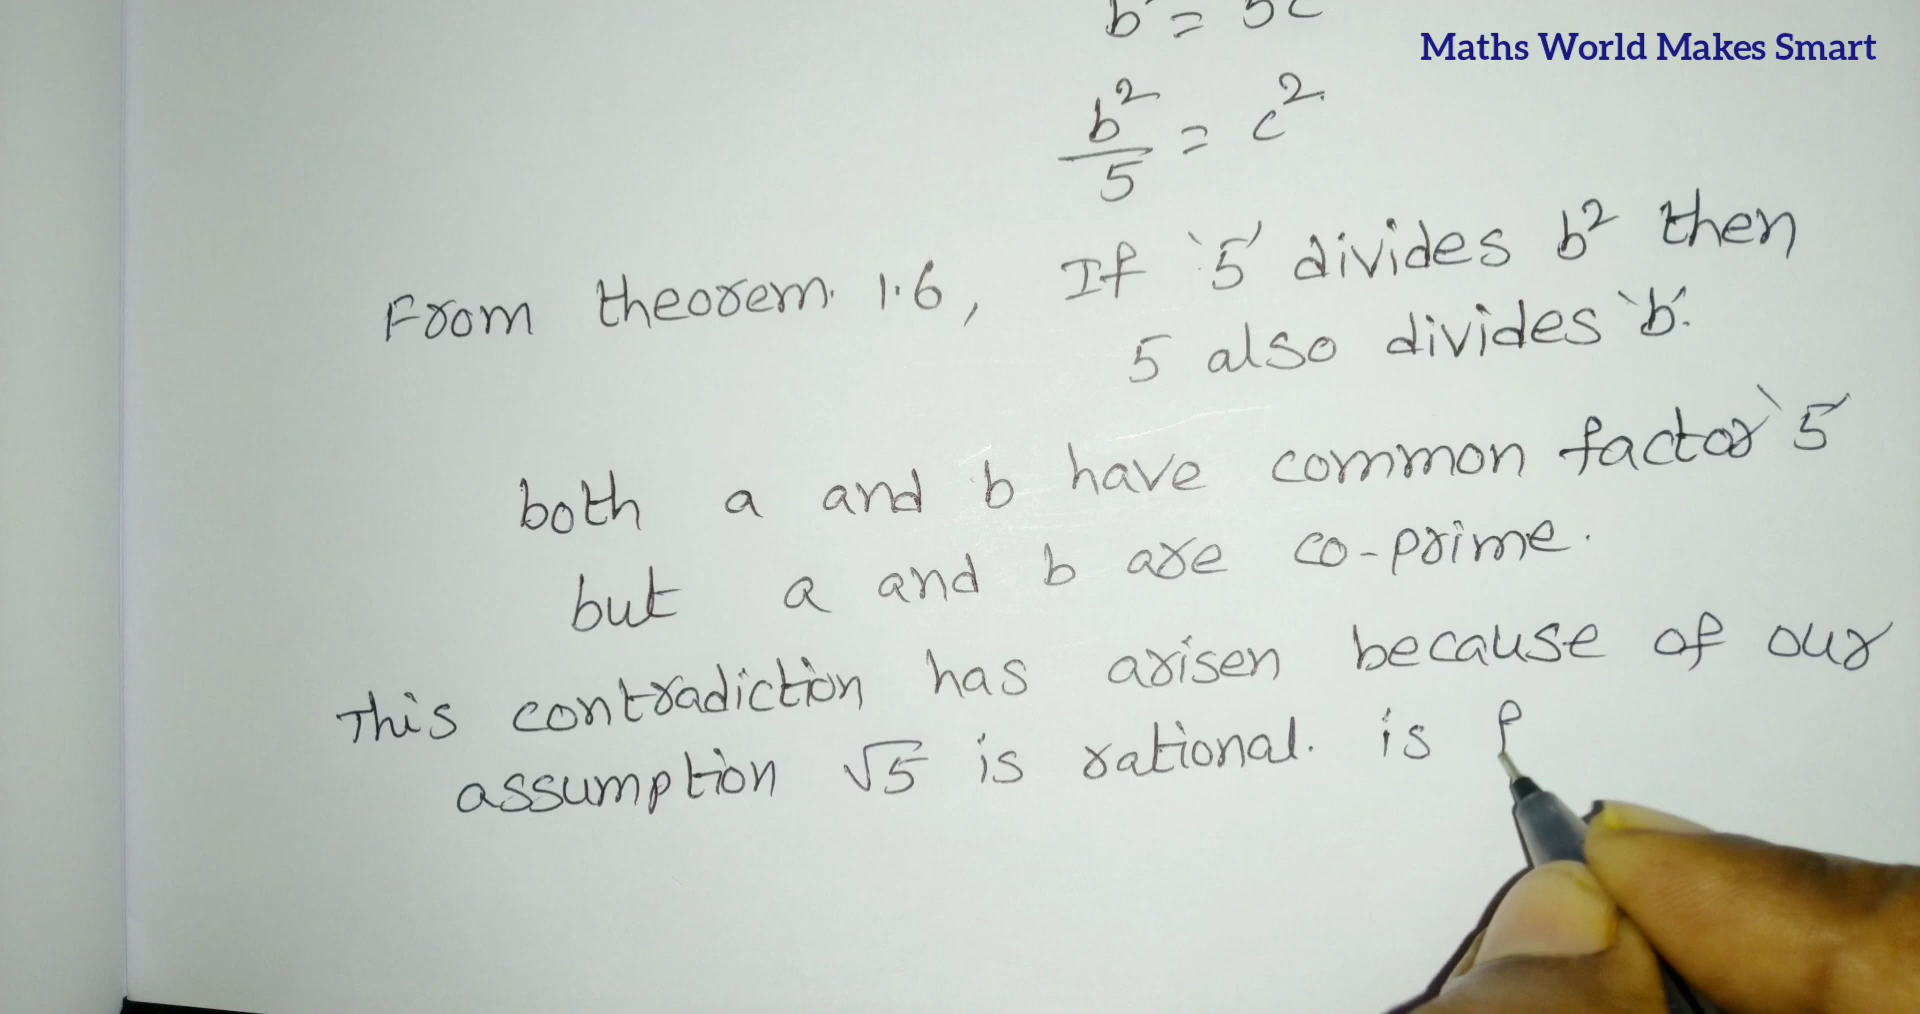 Maths World Makes Smart
b² = 5c
b²/5 = c²
From theorem 1.6, If '5' divides b² then
5 also divides 'b'.
both a and b have common factor '5'
but a and b are co-prime.
This contradiction has arisen because of our
assumption √5 is rational. is